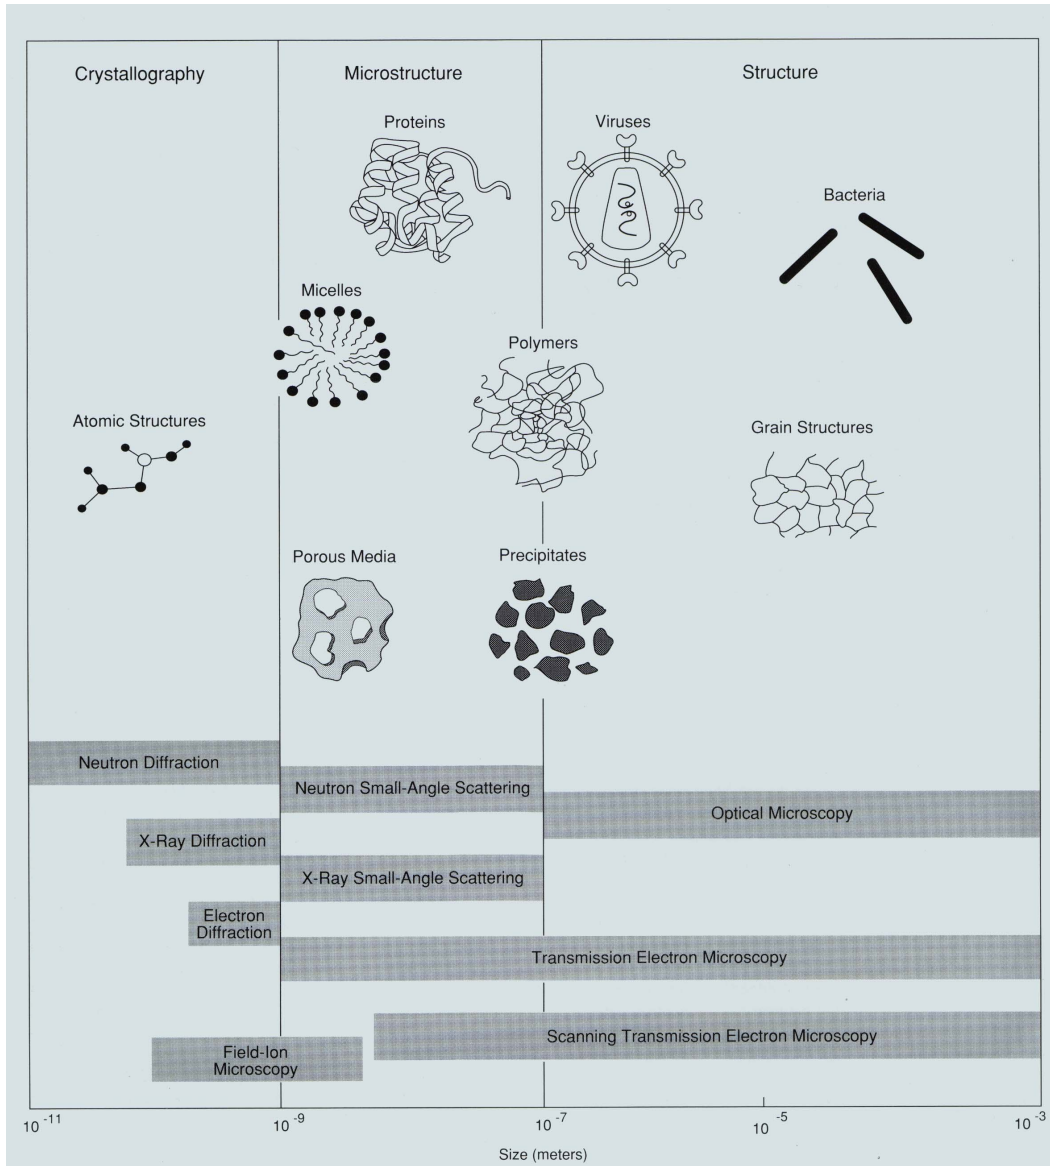 Crystallography
Microstructure
Structure
Proteins
Viruses
Bacteria
Micelles
Polymers
Atomic Structures
Grain Structures
Porous Media
Precipitates
Neutron Diffraction
Neutron Small-Angle Scattering
Optical Microscopy
X-Ray Diffraction
X-Ray Small-Angle Scattering
Electron
Diffraction
Transmission Electron Microscopy
Scanning Transmission Electron Microscopy
Field-Ion
Microscopy
10 -11
10 -9
10 -7
10 -5
10 -3
Size (meters)